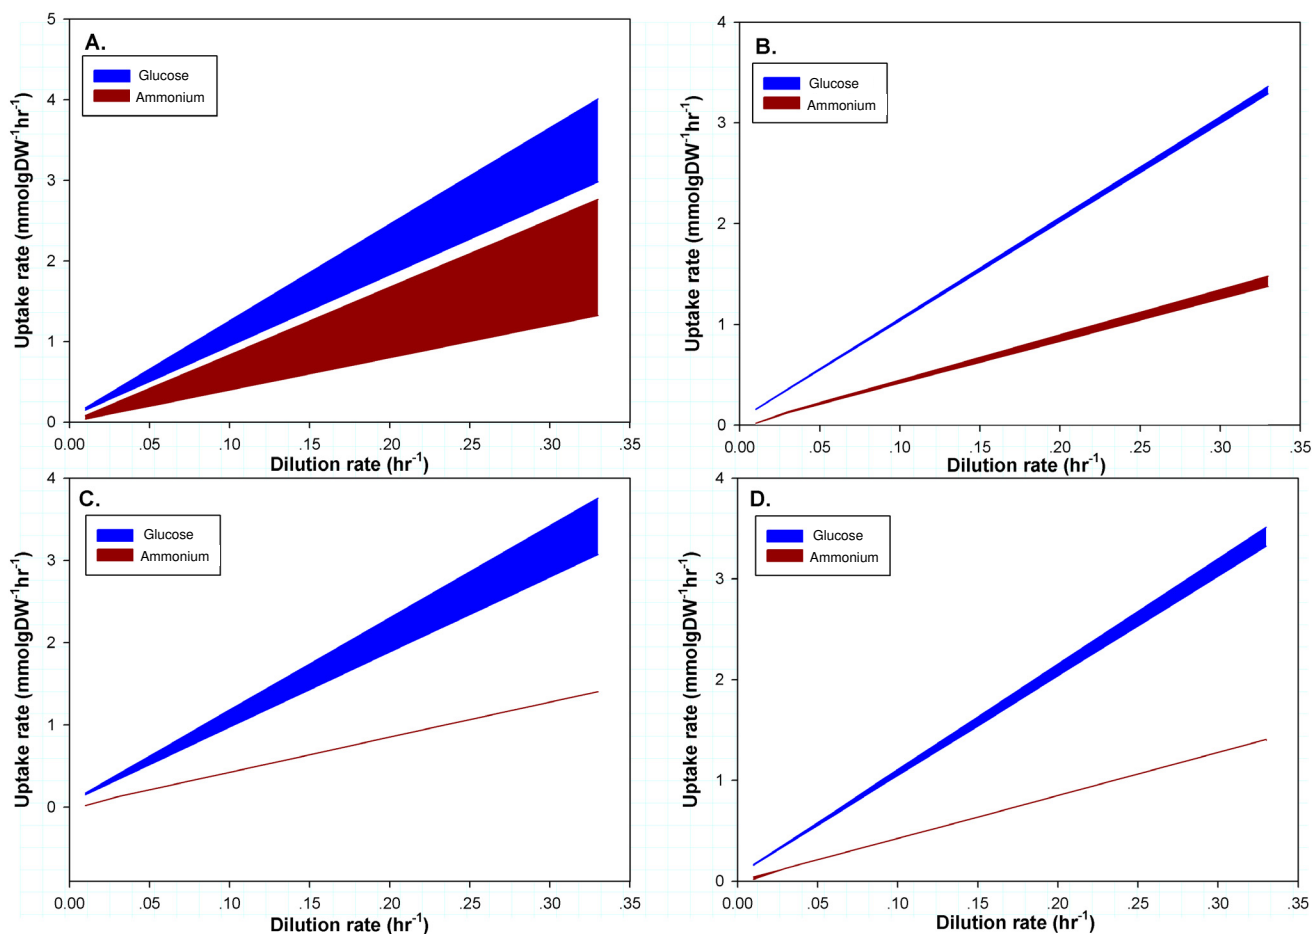 A.
Glucose
Ammonium
Uptake rate (mmolgDW⁻¹hr⁻¹)
5
4
3
2
1
0
0.00 .05 .10 .15 .20 .25 .30 .35
Dilution rate (hr⁻¹)
B.
Glucose
Ammonium
Uptake rate (mmolgDW⁻¹hr⁻¹)
4
3
2
1
0
0.00 .05 .10 .15 .20 .25 .30 .35
Dilution rate (hr⁻¹)
C.
Glucose
Ammonium
Uptake rate (mmolgDW⁻¹hr⁻¹)
4
3
2
1
0
0.00 .05 .10 .15 .20 .25 .30 .35
Dilution rate (hr⁻¹)
D.
Glucose
Ammonium
Uptake rate (mmolgDW⁻¹hr⁻¹)
4
3
2
1
0
0.00 .05 .10 .15 .20 .25 .30 .35
Dilution rate (hr⁻¹)